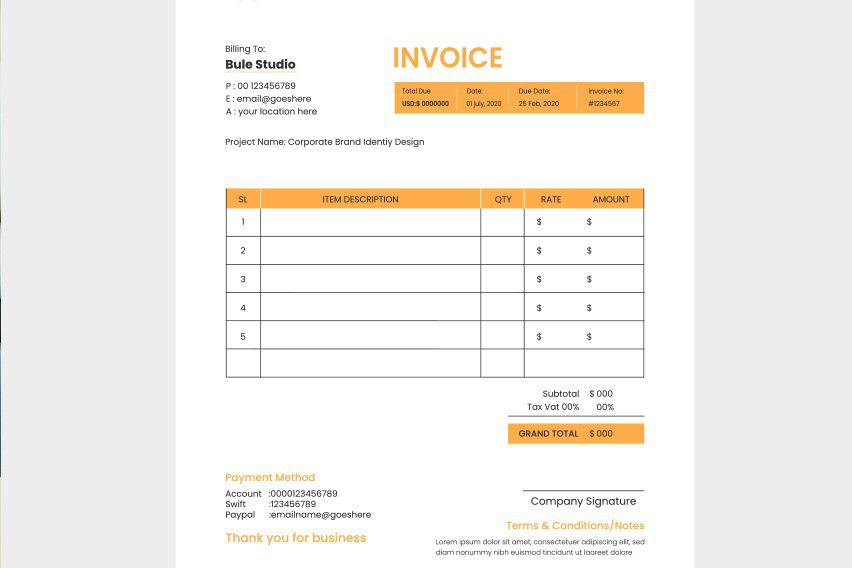 Billing To:
Bule Studio
P : 00 123456789
E : email@goeshere
A : your location here
INVOICE
Total Due Date: Due Date: Invoice No:
USD:$ 0000000 01 july, 2020 25 Feb, 2020 #1234567
Project Name: Corporate Brand Identiy Design
SL ITEM DESCRIPTION QTY RATE AMOUNT
1 $ $
2 $ $
3 $ $
4 $ $
5 $ $
Subtotal $ 000
Tax Vat 00% 00%
GRAND TOTAL $ 000
Payment Method
Account :0000123456789
Swift :123456789
Paypal :emailname@goeshere
Thank you for business
Company Signature
Terms & Conditions/Notes
Lorem ipsum dolor sit amet, consectetuer adipiscing elit, sed
diam nonummy nibh euismod tincidunt ut laoreet dolore